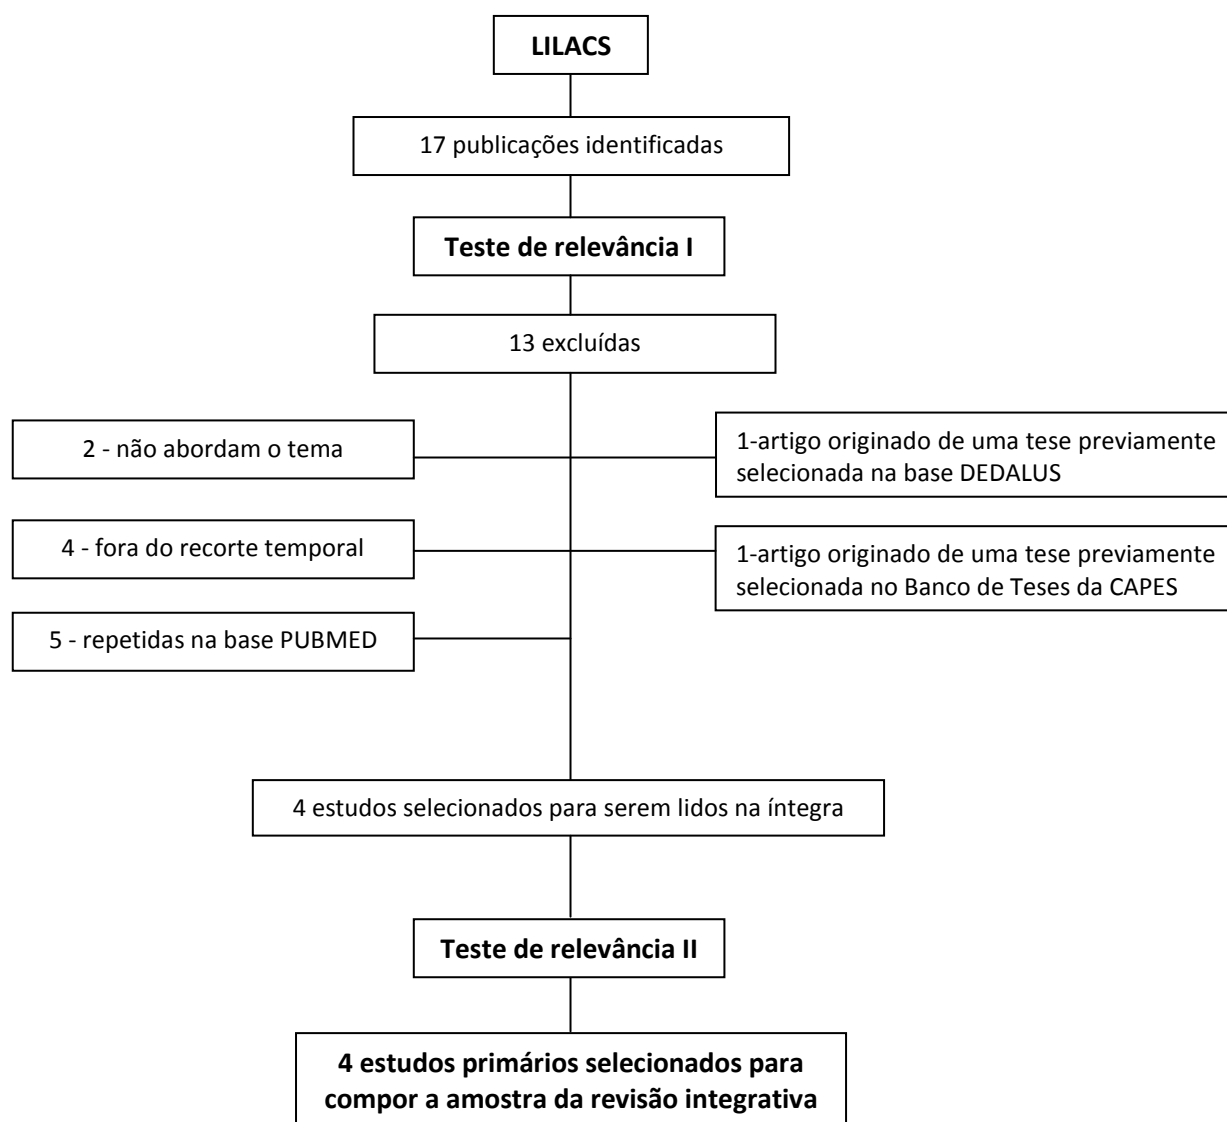 LILACS
17 publicações identificadas
Teste de relevância I
13 excluídas
2 - não abordam o tema
1-artigo originado de uma tese previamente
selecionada na base DEDALUS
4 - fora do recorte temporal
1-artigo originado de uma tese previamente
selecionada no Banco de Teses da CAPES
5 - repetidas na base PUBMED
4 estudos selecionados para serem lidos na íntegra
Teste de relevância II
4 estudos primários selecionados para
compor a amostra da revisão integrativa